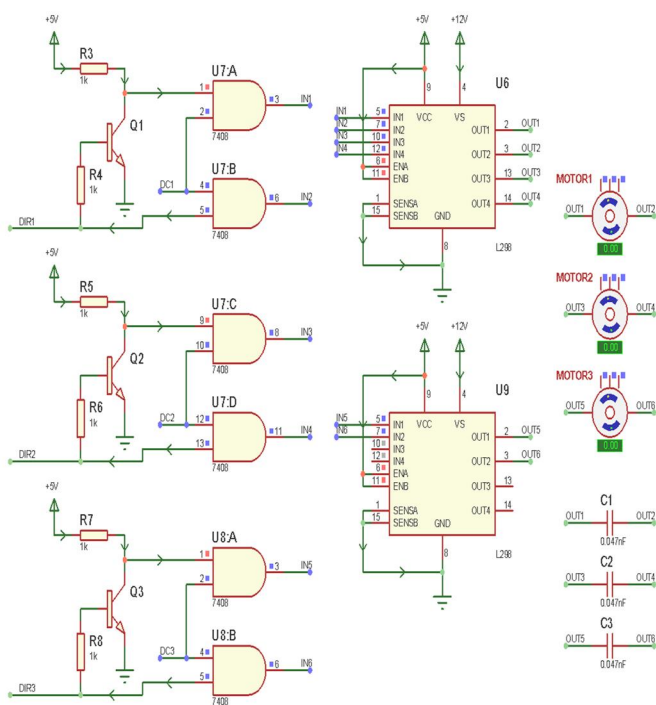 +5V
R3
1k
Q1
R4
1k
DIR1
U7:A
1
2
3
7408
IN1
DC1
U7:B
4
5
6
7408
IN2
+5V
R5
1k
Q2
R6
1k
DIR2
U7:C
9
10
8
7408
IN3
DC2
U7:D
12
13
11
7408
IN4
+5V
R7
1k
Q3
R8
1k
DIR3
U8:A
1
2
3
7408
IN5
DC3
U8:B
4
5
6
7408
IN6
+5V
+12V
U6
9
4
IN1
IN2
IN3
IN4
5
7
10
12
6
11
1
15
IN1
IN2
IN3
IN4
ENA
ENB
SENSA
SENSB
VCC
VS
OUT1
OUT2
OUT3
OUT4
GND
2
3
13
14
8
OUT1
OUT2
OUT3
OUT4
L298
+5V
+12V
U9
9
4
IN5
IN6
5
7
10
12
6
11
1
15
IN1
IN2
IN3
IN4
ENA
ENB
SENSA
SENSB
VCC
VS
OUT1
OUT2
OUT3
OUT4
GND
2
3
13
14
8
OUT5
OUT6
L298
MOTOR1
OUT1
OUT2
0.00
MOTOR2
OUT3
OUT4
0.00
MOTOR3
OUT5
OUT6
0.00
C1
OUT1
OUT2
0.047nF
C2
OUT3
OUT4
0.047nF
C3
OUT5
OUT6
0.047nF